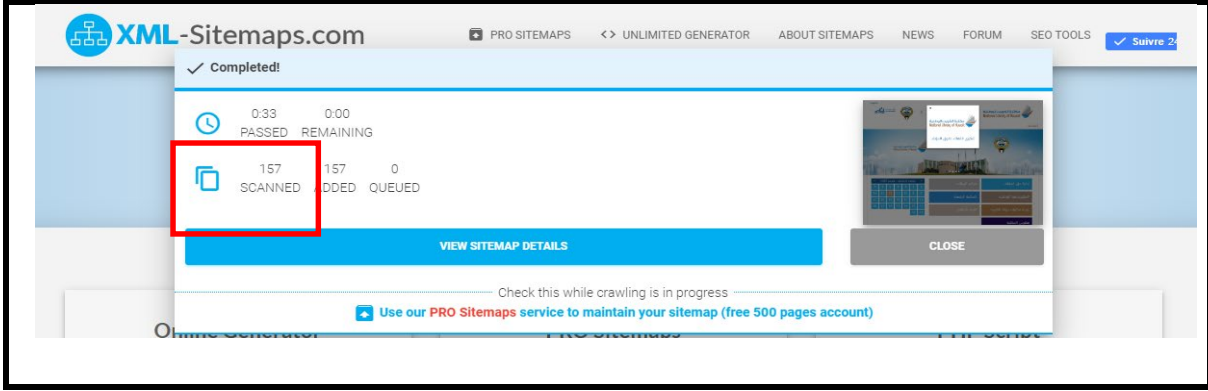 XML-Sitemaps.com
PRO SITEMAPS <> UNLIMITED GENERATOR ABOUT SITEMAPS NEWS FORUM SEO TOOLS Suivre
Completed!
0:33 0:00
PASSED REMAINING
157 157 0
SCANNED ADDED QUEUED
VIEW SITEMAP DETAILS
CLOSE
Check this while crawling is in progress
Use our PRO Sitemaps service to maintain your sitemap (free 500 pages account)